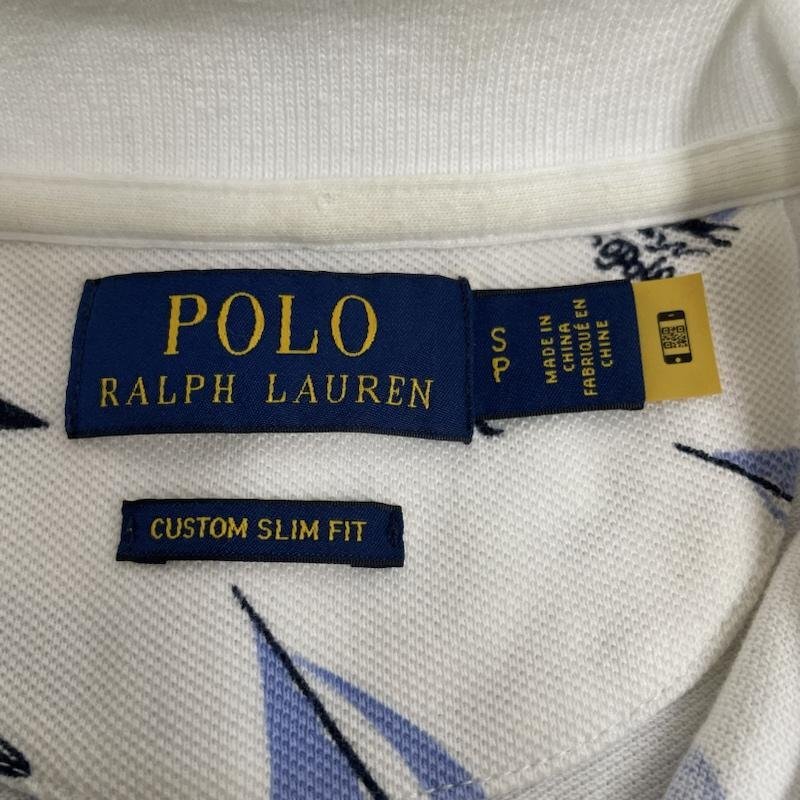 POLO
RALPH LAUREN
S
P
MADE IN
CHINA
FABRIQUÉ EN
CHINE
CUSTOM SLIM FIT